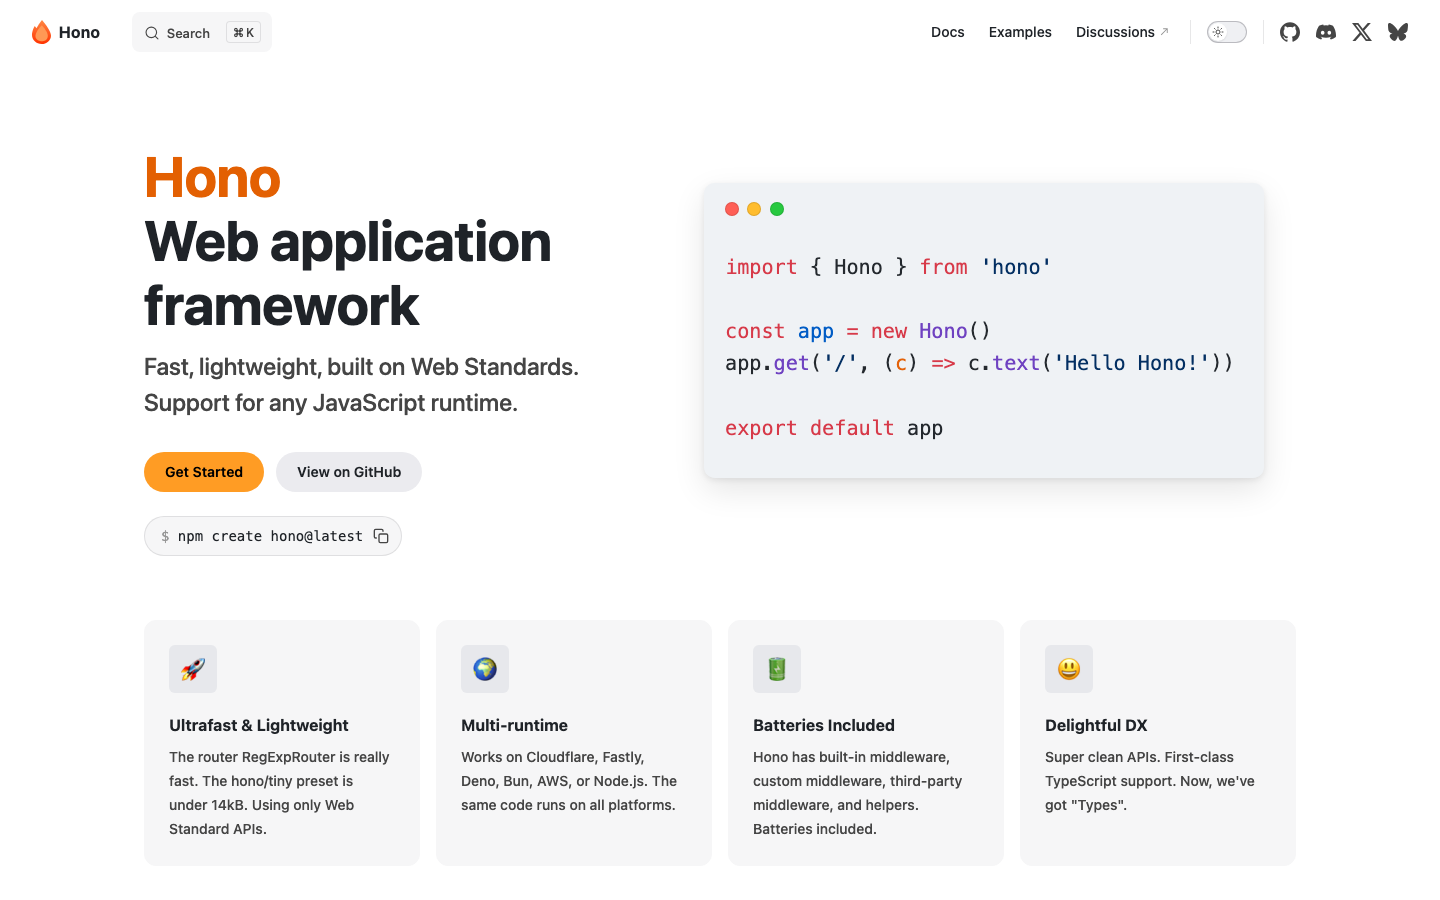 Hono
Search
⌘ K
Docs
Examples
Discussions
Hono
Web application
framework
Fast, lightweight, built on Web Standards.
Support for any JavaScript runtime.
Get Started
View on GitHub
$ npm create hono@latest
import { Hono } from 'hono'
const app = new Hono()
app.get('/', (c) => c.text('Hello Hono!'))
export default app
Ultrafast & Lightweight
The router RegExpRouter is really
fast. The hono/tiny preset is
under 14kB. Using only Web
Standard APIs.
Multi-runtime
Works on Cloudflare, Fastly,
Deno, Bun, AWS, or Node.js. The
same code runs on all platforms.
Batteries Included
Hono has built-in middleware,
custom middleware, third-party
middleware, and helpers.
Batteries included.
Delightful DX
Super clean APIs. First-class
TypeScript support. Now, we've
got "Types".